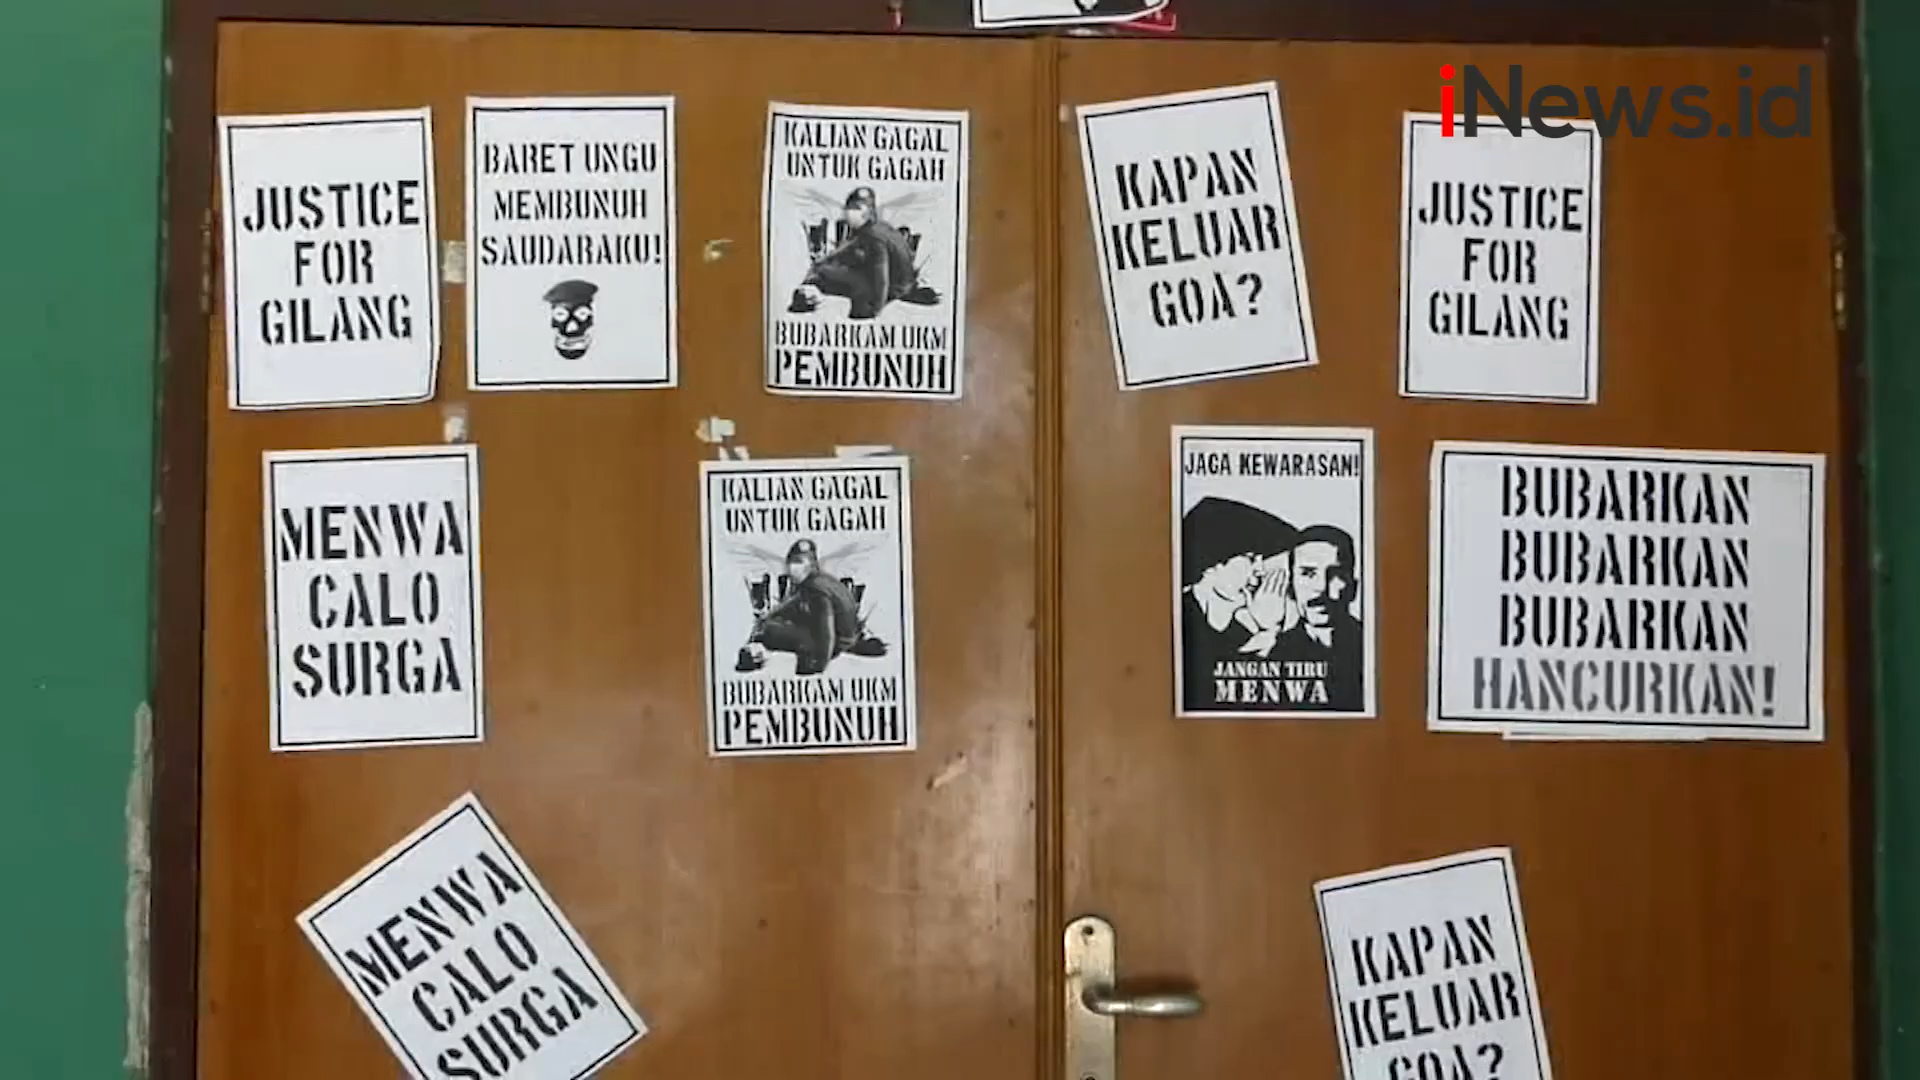 iNews.id
JUSTICE
FOR
GILANG
BARET UNGU
MEMBUNUH
SAUDARAKU!
KALIAN GAGAL
UNTUK GAGAH
BUBARKAM UKM
PEMBUNUH
KAPAN
KELUAR
GOA?
JUSTICE
FOR
GILANG
MENWA
CALO
SURGA
KALIAN GAGAL
UNTUK GAGAH
BUBARKAM UKM
PEMBUNUH
JAGA KEWARASAN!
JANGAN TIRU
MENWA
BUBARKAN
BUBARKAN
BUBARKAN
HANCURKAN!
MENWA
CALO
SURGA
KAPAN
KELUAR
GOA?